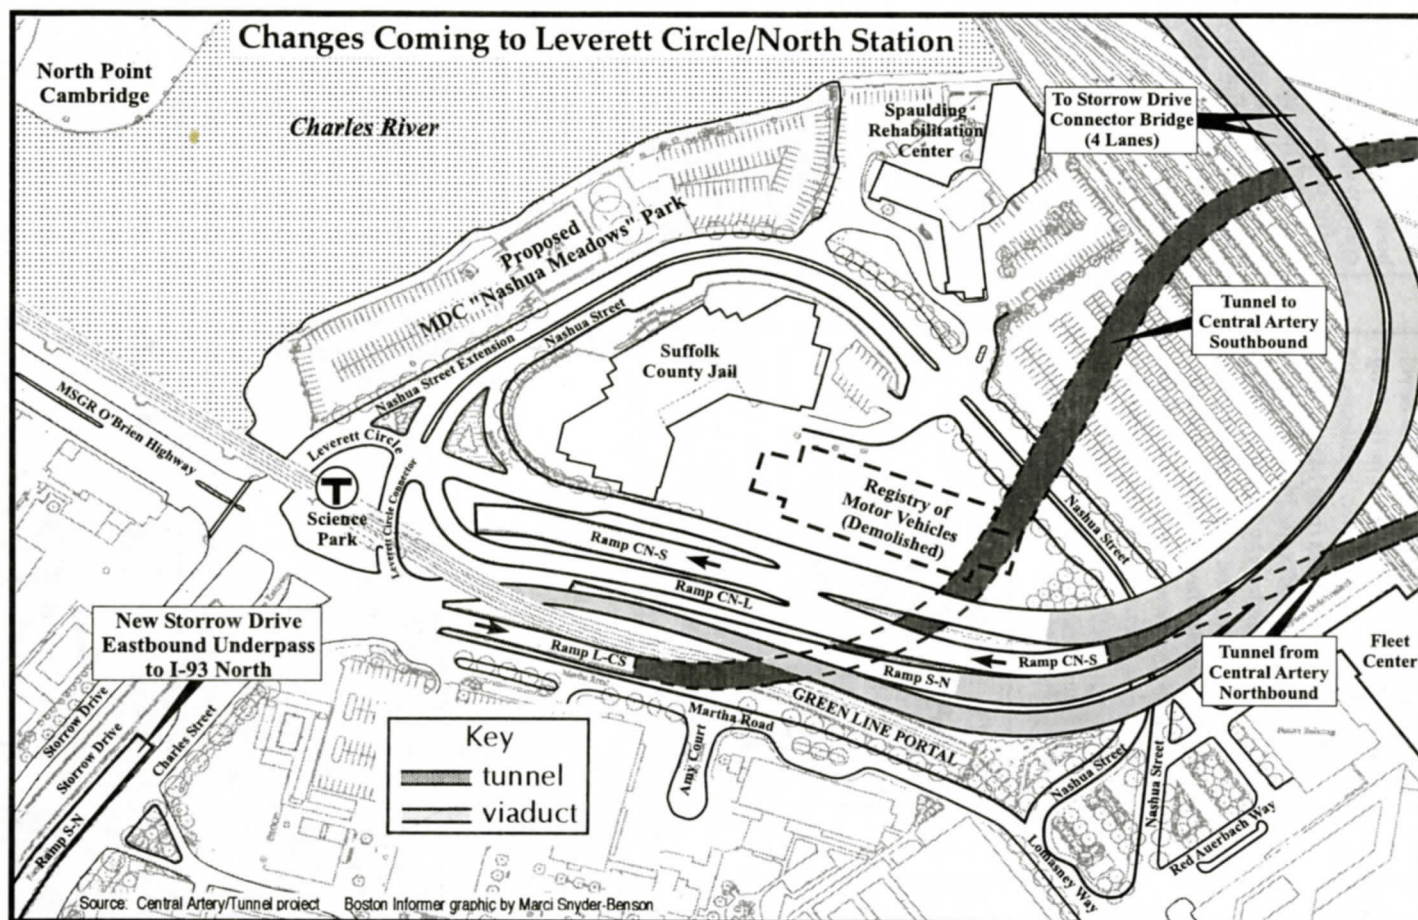 Changes Coming to Leverett Circle/North Station
North Point
Cambridge
Charles River
Spaulding
Rehabilitation
Center
To Storrow Drive
Connector Bridge
(4 Lanes)
Proposed
MDC "Nashua Meadows" Park
Tunnel to
Central Artery
Southbound
Nashua Street Extension
Nashua Street
Suffolk
County Jail
MSGR O'Brien Highway
Leverett Circle
Leverett Circle Connector
T
Science
Park
Registry of
Motor Vehicles
(Demolished)
Nashua Street
Ramp CN-S
Ramp CN-L
New Storrow Drive
Eastbound Underpass
to I-93 North
Ramp L-CS
Ramp S-N
Ramp CN-S
Tunnel from
Central Artery
Northbound
Fleet
Center
Martha Road
Martha Road
GREEN LINE PORTAL
Amy Court
Storrow Drive
Storrow Drive
Charles Street
Ramp S-N
Key
tunnel
viaduct
Nashua Street
Nashua Street
Red Auerbach Way
Lomasney Way
Source: Central Artery/Tunnel project Boston Informer graphic by Marci Snyder-Benson